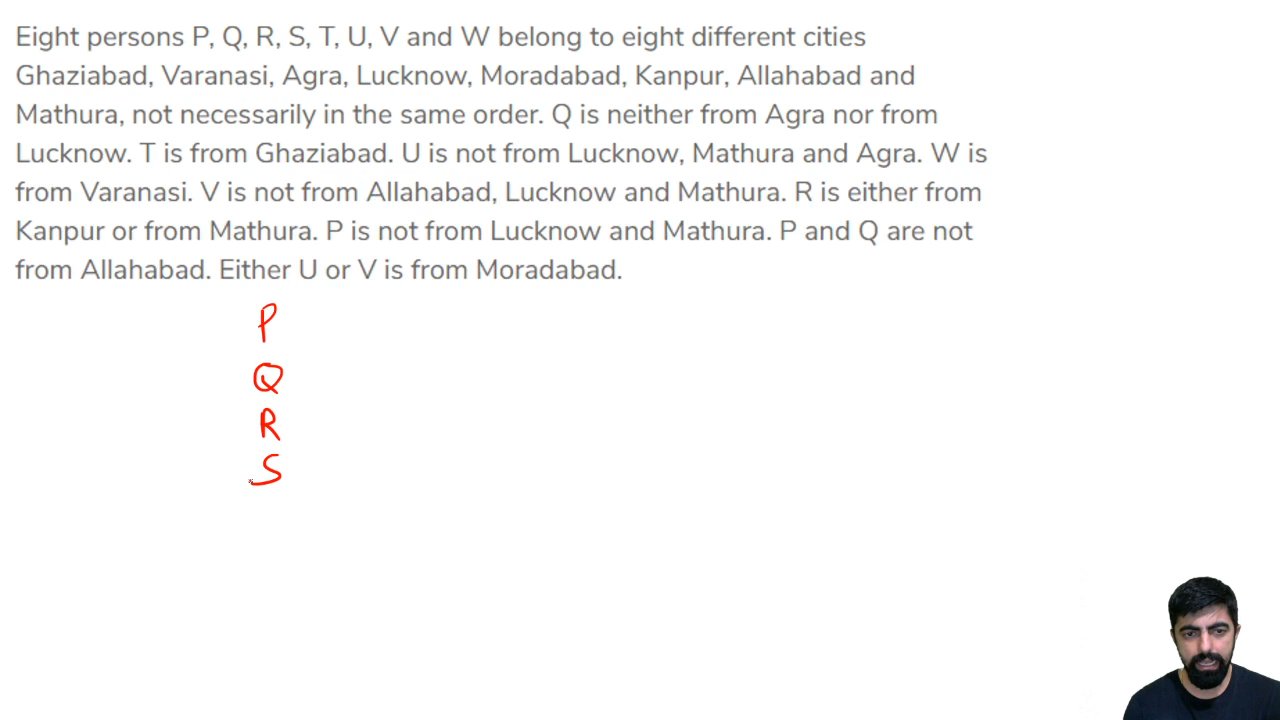 Eight persons P, Q, R, S, T, U, V and W belong to eight different cities
Ghaziabad, Varanasi, Agra, Lucknow, Moradabad, Kanpur, Allahabad and
Mathura, not necessarily in the same order. Q is neither from Agra nor from
Lucknow. T is from Ghaziabad. U is not from Lucknow, Mathura and Agra. W is
from Varanasi. V is not from Allahabad, Lucknow and Mathura. R is either from
Kanpur or from Mathura. P is not from Lucknow and Mathura. P and Q are not
from Allahabad. Either U or V is from Moradabad.
P
Q
R
S